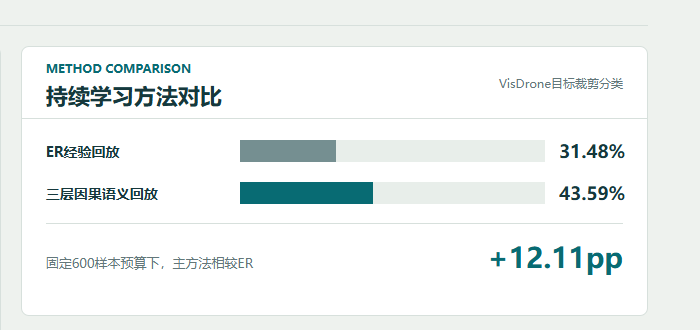 METHOD COMPARISON
持续学习方法对比
VisDrone目标裁剪分类
ER经验回放 31.48%
三层因果语义回放 43.59%
固定600样本预算下，主方法相较ER +12.11pp